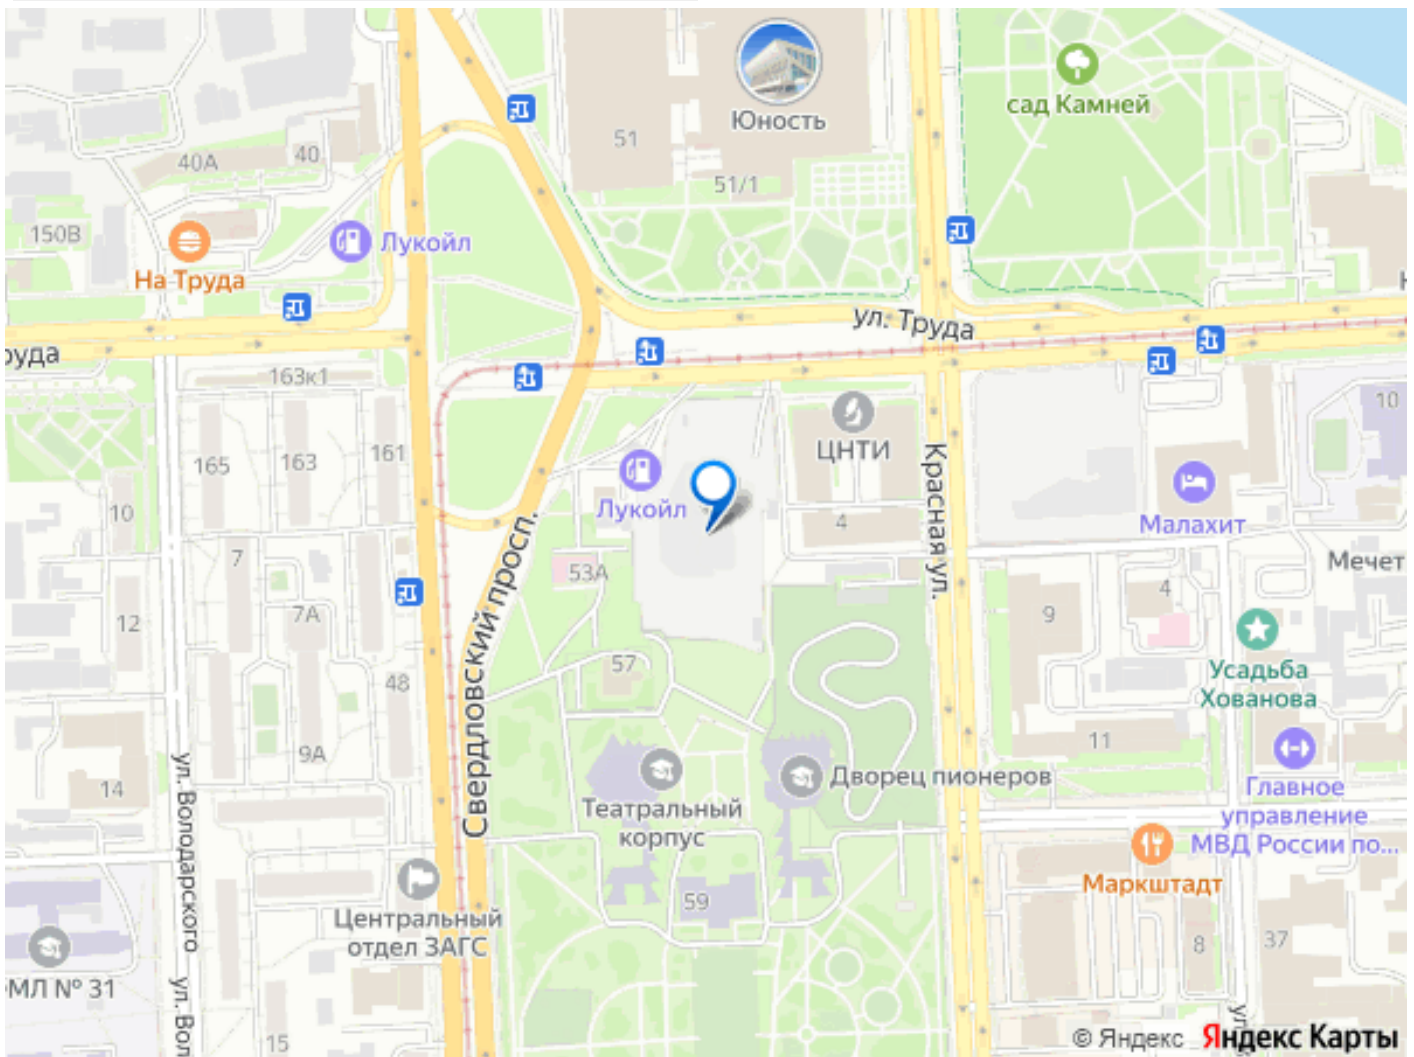 Юность
51
51/1
сад Камней
40А
40
150В
Лукойл
На Труда
ул. Труда
руда
163к1
165
163
161
10
ЦНТИ
Лукойл
4
Красная ул.
Малахит
10
Мечет
Свердловский просп.
53А
7
7А
12
57
48
9А
14
9
4
Усадьба
Хованова
11
Главное
управление
МВД России по...
Театральный
корпус
Дворец пионеров
Маркштадт
ул. Володарского
59
Центральный
отдел ЗАГС
МЛ № 31
ул. Вол
15
8
37
ул
© Яндекс
Яндекс Карты